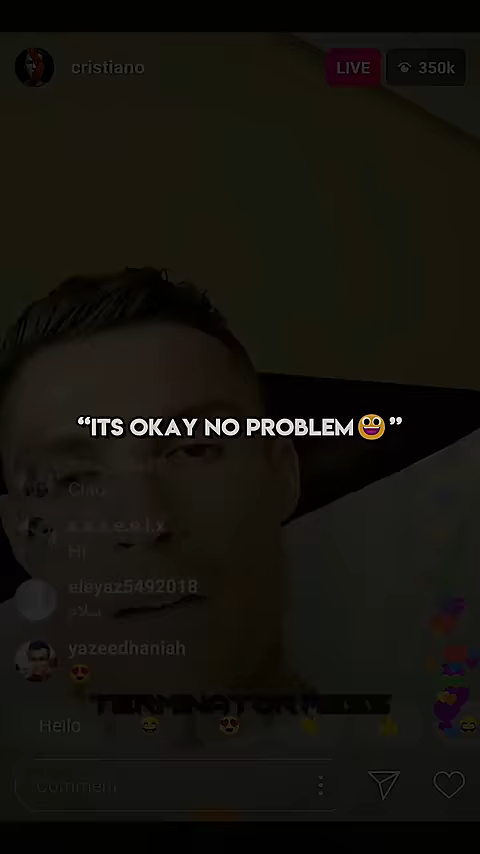 cristiano
LIVE
350k
“ITS OKAY NO PROBLEM😃”
Ciao
Hi
eleyaz5492018
سلام
yazeedhaniah
😍
Hello 😄 😍 👍 👍 😂
Comment